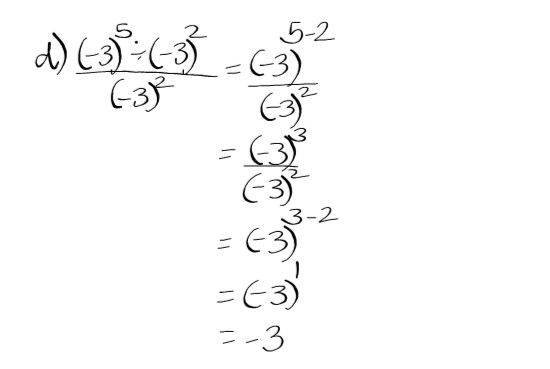 d) (-3)⁵÷(-3)² / (-3)² = (-3)⁵⁻² / (-3)²
= (-3)³ / (-3)²
= (-3)³⁻²
= (-3)¹
= -3